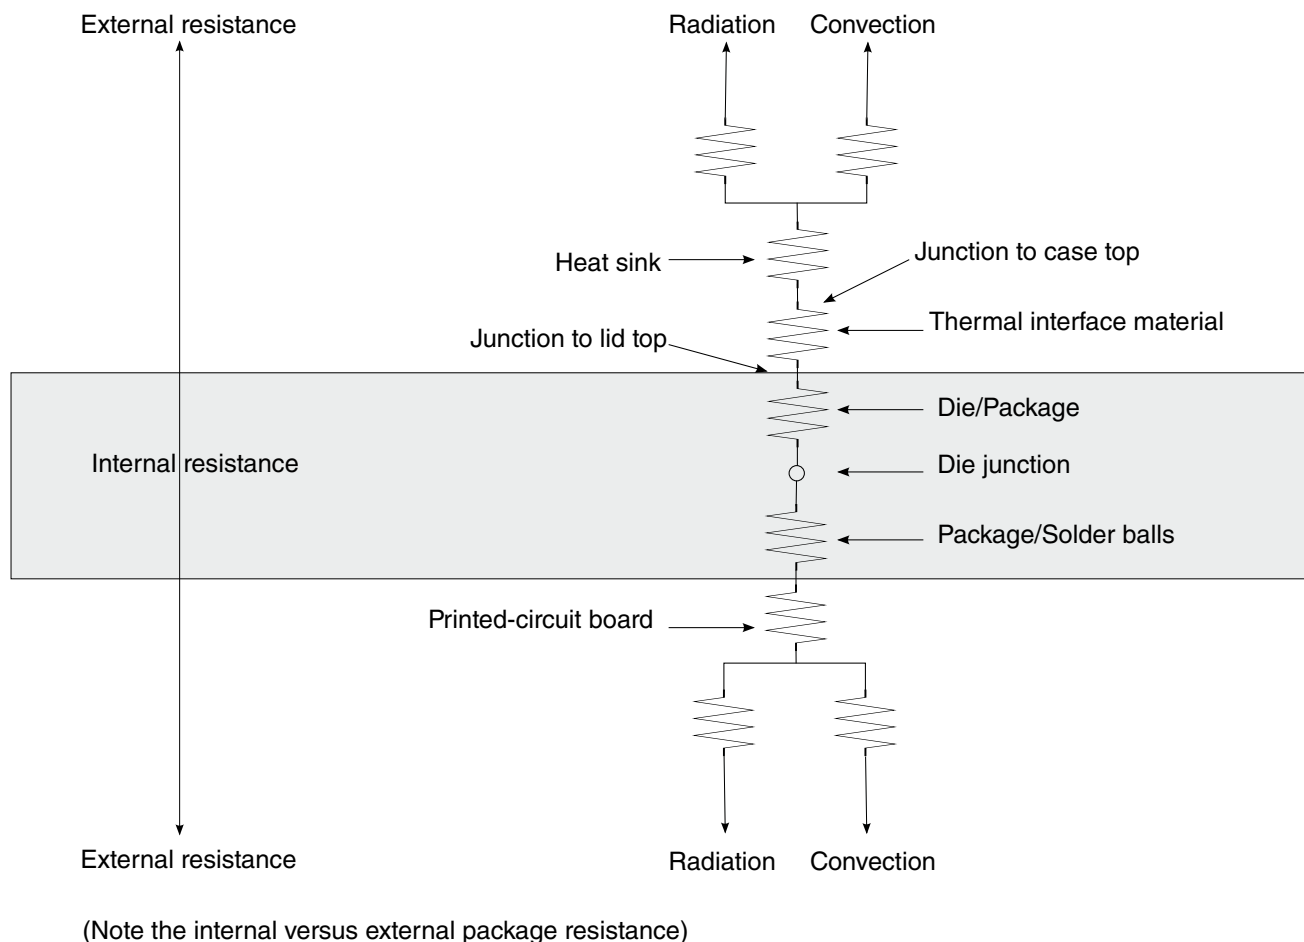 External resistance
Radiation
Convection
Heat sink
Junction to case top
Thermal interface material
Junction to lid top
Die/Package
Internal resistance
Die junction
Package/Solder balls
Printed-circuit board
External resistance
Radiation
Convection
(Note the internal versus external package resistance)